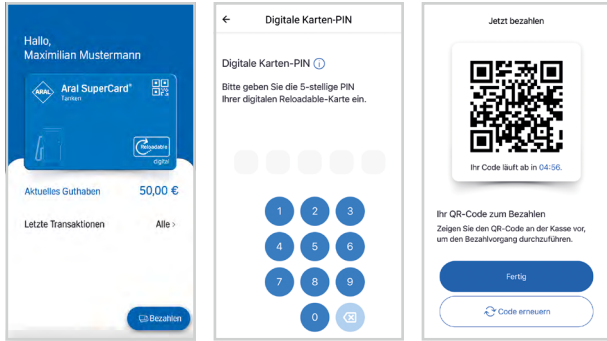 Hallo,
Maximilian Mustermann
ARAL
Aral SuperCard®
Tanken
Reloadable
digital
Aktuelles Guthaben 50,00 €
Letzte Transaktionen Alle >
Bezahlen
← Digitale Karten-PIN
Digitale Karten-PIN
Bitte geben Sie die 5-stellige PIN
Ihrer digitalen Reloadable-Karte ein.
1 2 3
4 5 6
7 8 9
0
Jetzt bezahlen
Ihr Code läuft ab in 04:56.
Ihr QR-Code zum Bezahlen
Zeigen Sie den QR-Code an der Kasse vor,
um den Bezahlvorgang durchzuführen.
Fertig
Code erneuern